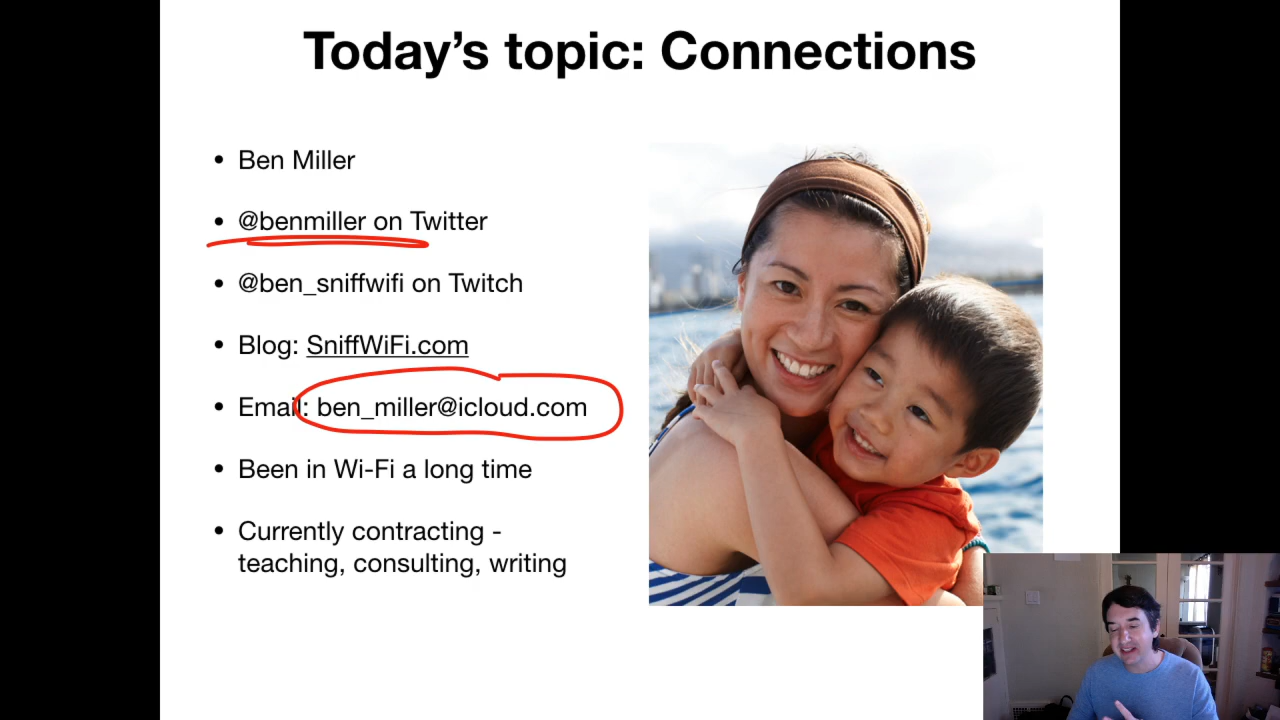 Today's topic: Connections
• Ben Miller
• @benmiller on Twitter
• @ben_sniffwifi on Twitch
• Blog: SniffWiFi.com
• Email: ben_miller@icloud.com
• Been in Wi-Fi a long time
• Currently contracting -
teaching, consulting, writing